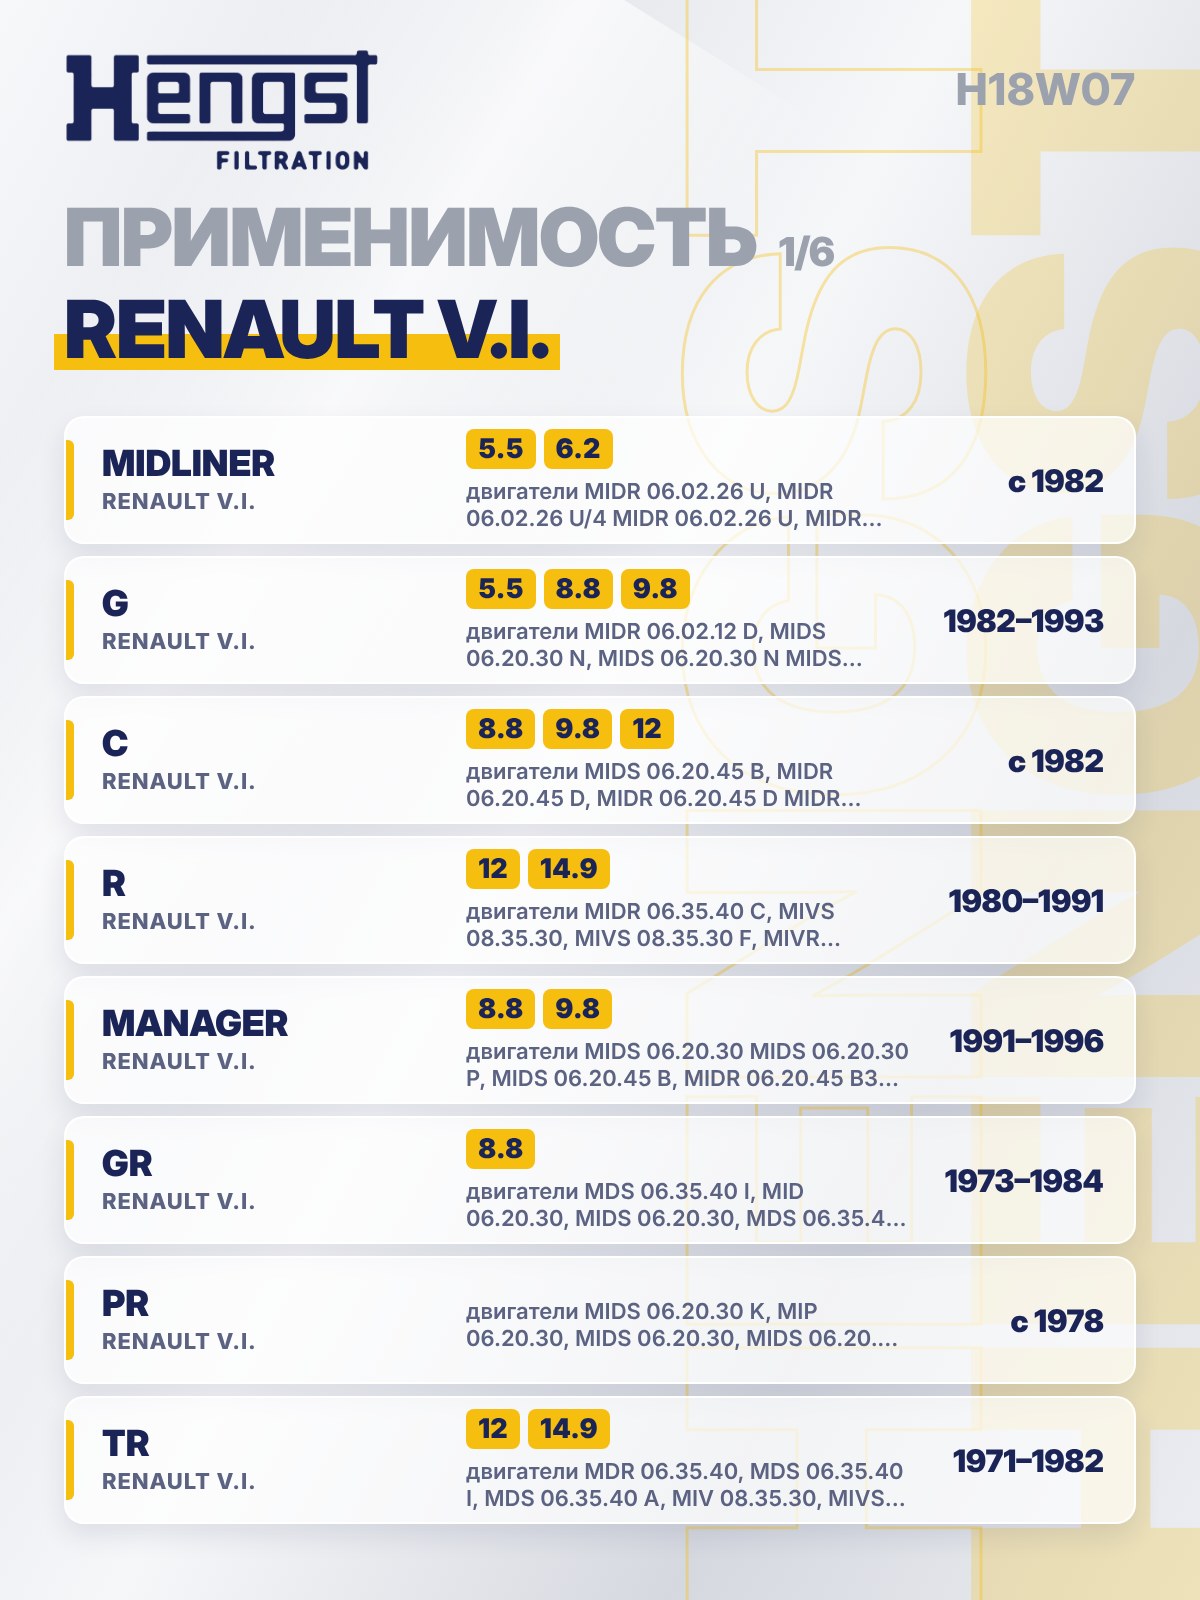 Hengst
FILTRATION
H18W07
ПРИМЕНИМОСТЬ 1/6
RENAULT V.I.
MIDLINER
RENAULT V.I.
5.5 6.2
двигатели MIDR 06.02.26 U, MIDR
06.02.26 U/4 MIDR 06.02.26 U, MIDR...
с 1982
G
RENAULT V.I.
5.5 8.8 9.8
двигатели MIDR 06.02.12 D, MIDS
06.20.30 N, MIDS 06.20.30 N MIDS...
1982–1993
C
RENAULT V.I.
8.8 9.8 12
двигатели MIDS 06.20.45 B, MIDR
06.20.45 D, MIDR 06.20.45 D MIDR...
с 1982
R
RENAULT V.I.
12 14.9
двигатели MIDR 06.35.40 C, MIVS
08.35.30, MIVS 08.35.30 F, MIVR...
1980–1991
MANAGER
RENAULT V.I.
8.8 9.8
двигатели MIDS 06.20.30 MIDS 06.20.30
P, MIDS 06.20.45 B, MIDR 06.20.45 B3...
1991–1996
GR
RENAULT V.I.
8.8
двигатели MDS 06.35.40 I, MID
06.20.30, MIDS 06.20.30, MDS 06.35.4...
1973–1984
PR
RENAULT V.I.
двигатели MIDS 06.20.30 K, MIP
06.20.30, MIDS 06.20.30, MIDS 06.20....
с 1978
TR
RENAULT V.I.
12 14.9
двигатели MDR 06.35.40, MDS 06.35.40
I, MDS 06.35.40 A, MIV 08.35.30, MIVS...
1971–1982